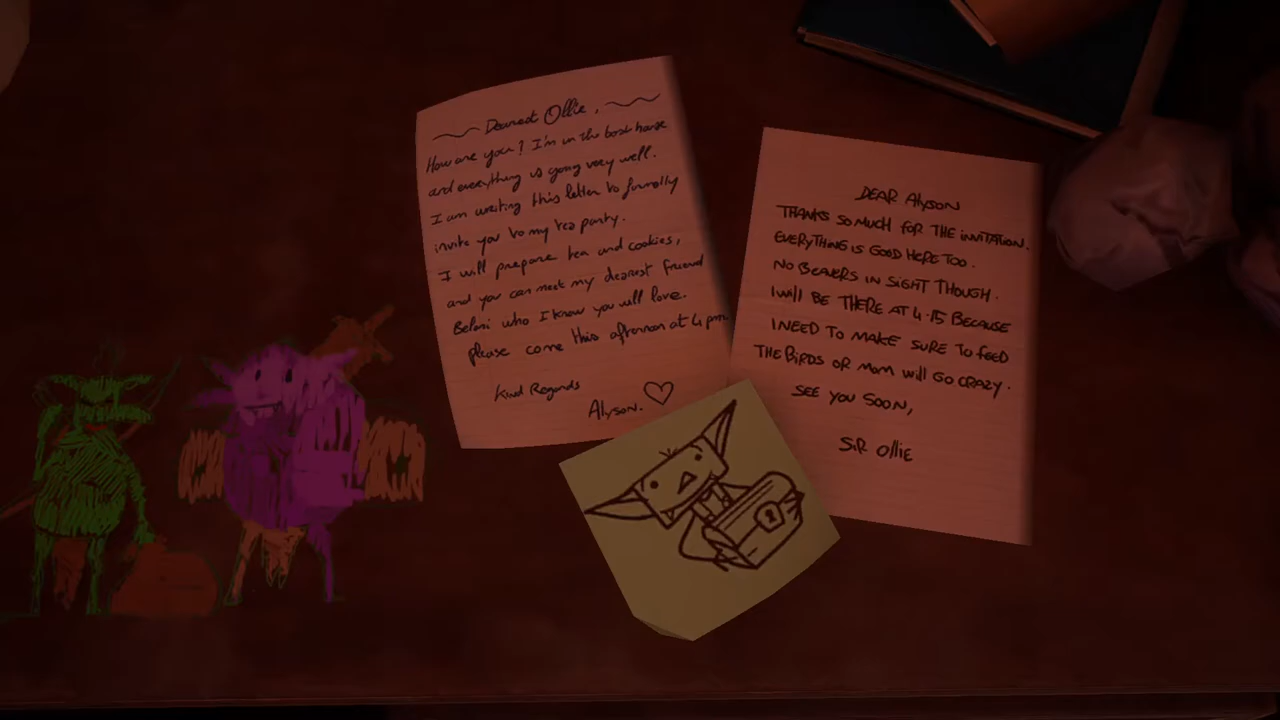 Dearest Ollie,
How are you? I'm in the boat house
and everything is going very well.
I am writing this letter to formally
invite you to my tea party.
I will prepare tea and cookies,
and you can meet my dearest friend
Beloni who I know you will love.
please come this afternoon at 4 pm.
Kind Regards
Alyson. ♡
DEAR Alyson
THANKS SO MUCH FOR THE INVITATION.
EVERYTHING IS GOOD HERE TOO.
NO BEAVERS IN SIGHT THOUGH.
I will BE THERE AT 4.15 BECAUSE
I NEED TO MAKE SURE TO FEED
THE BIRDS OR MOM will GO CRAZY.
SEE YOU SOON,
SIR OlliE